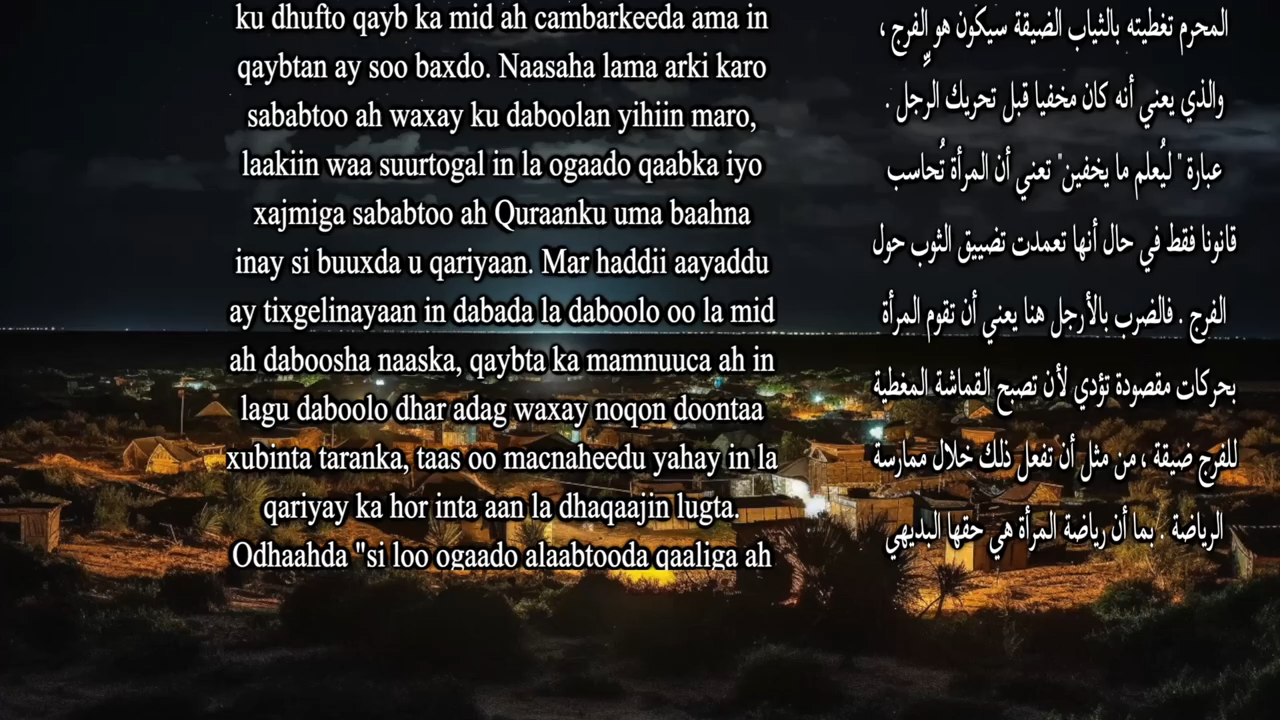 ku dhufto qayb ka mid ah cambarkeeda ama in
qaybtan ay soo baxdo. Naasaha lama arki karo
sababtoo ah waxay ku daboolan yihiin maro,
laakiin waa suurtogal in la ogaado qaabka iyo
xajmiga sababtoo ah Quraanku uma baahna
inay si buuxda u qariyaan. Mar haddii aayaddu
ay tixgelinayaan in dabada la daboolo oo la mid
ah daboosha naaska, qaybta ka mamnuuca ah in
lagu daboolo dhar adag waxay noqon doontaa
xubinta taranka, taas oo macnaheedu yahay in la
qariyay ka hor inta aan la dhaqaajin lugta.
Odhaahda "si loo ogaado alaabtooda qaaliga ah
المحرم تغطيته بالثياب الضيقة سيكون هو الفرج ،
والذي يعني أنه كان مخفيا قبل تحريك الرِّجل .
عبارة " ليُعلم ما يخفين" تعني أن المرأة تُحاسب
قانونا فقط في حال أنها تعمدت تضييق الثوب حول
الفرج . فالضرب بالأرجل هنا يعني أن تقوم المرأة
بحركات مقصودة تؤدي لأن تصبح القماشة المغطية
للفرج ضيقة ، من مثل أن تفعل ذلك خلال ممارسة
الرياضة . بما أن رياضة المرأة هي حقها البديهي